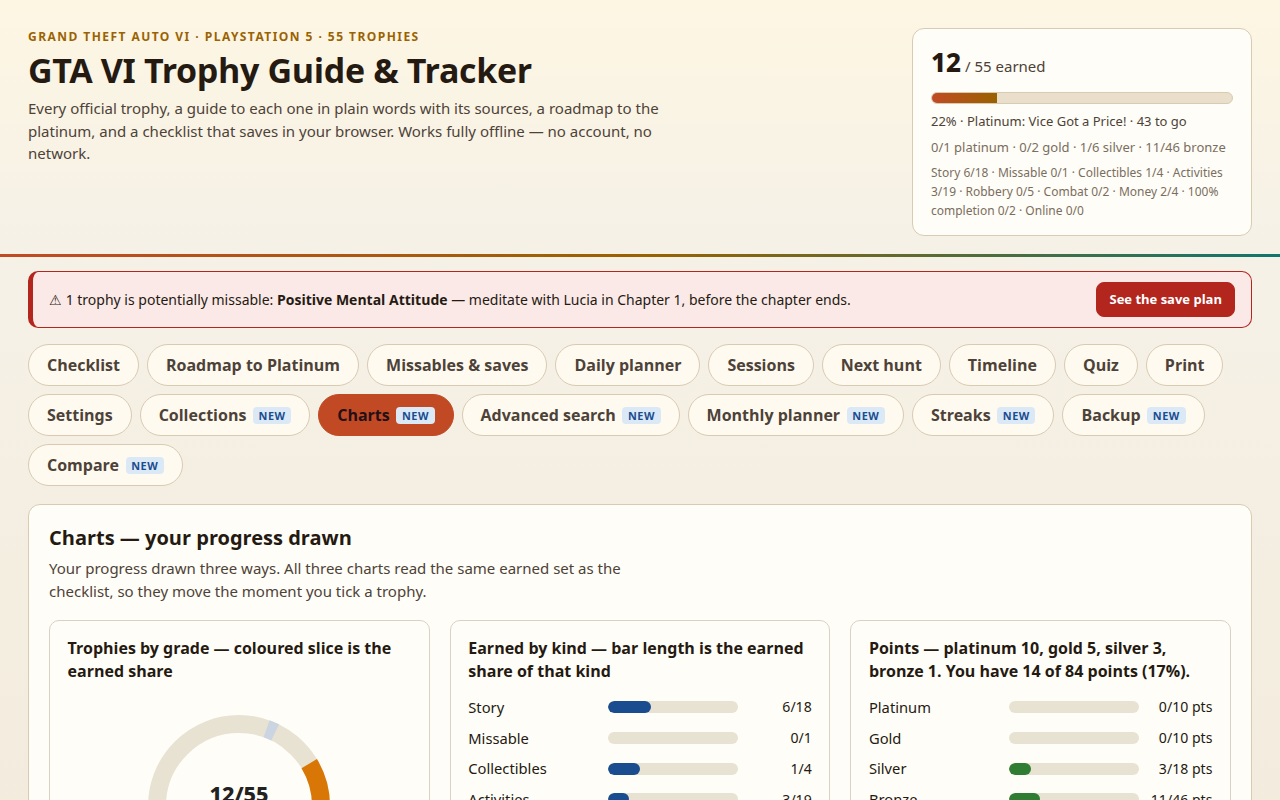 GRAND THEFT AUTO VI · PLAYSTATION 5 · 55 TROPHIES
GTA VI Trophy Guide & Tracker
Every official trophy, a guide to each one in plain words with its sources, a roadmap to the
platinum, and a checklist that saves in your browser. Works fully offline — no account, no
network.
12 / 55 earned
22% · Platinum: Vice Got a Price! · 43 to go
0/1 platinum · 0/2 gold · 1/6 silver · 11/46 bronze
Story 6/18 · Missable 0/1 · Collectibles 1/4 · Activities
3/19 · Robbery 0/5 · Combat 0/2 · Money 2/4 · 100%
completion 0/2 · Online 0/0
⚠ 1 trophy is potentially missable: Positive Mental Attitude — meditate with Lucia in Chapter 1, before the chapter ends.
See the save plan
Checklist
Roadmap to Platinum
Missables & saves
Daily planner
Sessions
Next hunt
Timeline
Quiz
Print
Settings
Collections NEW
Charts NEW
Advanced search NEW
Monthly planner NEW
Streaks NEW
Backup NEW
Compare NEW
Charts — your progress drawn
Your progress drawn three ways. All three charts read the same earned set as the
checklist, so they move the moment you tick a trophy.
Trophies by grade — coloured slice is the
earned share
12/55
Earned by kind — bar length is the earned
share of that kind
Story 6/18
Missable 0/1
Collectibles 1/4
Activities 3/19
Points — platinum 10, gold 5, silver 3,
bronze 1. You have 14 of 84 points (17%).
Platinum 0/10 pts
Gold 0/10 pts
Silver 3/18 pts
Bronze 11/46 pts